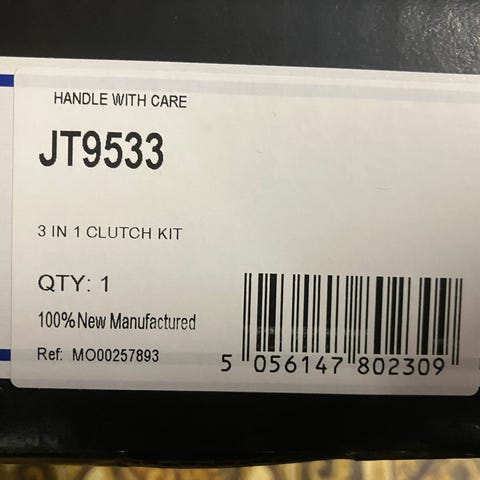 HANDLE WITH CARE
JT9533
3 IN 1 CLUTCH KIT
QTY: 1
100% New Manufactured
Ref: MO00257893
5 056147 802309